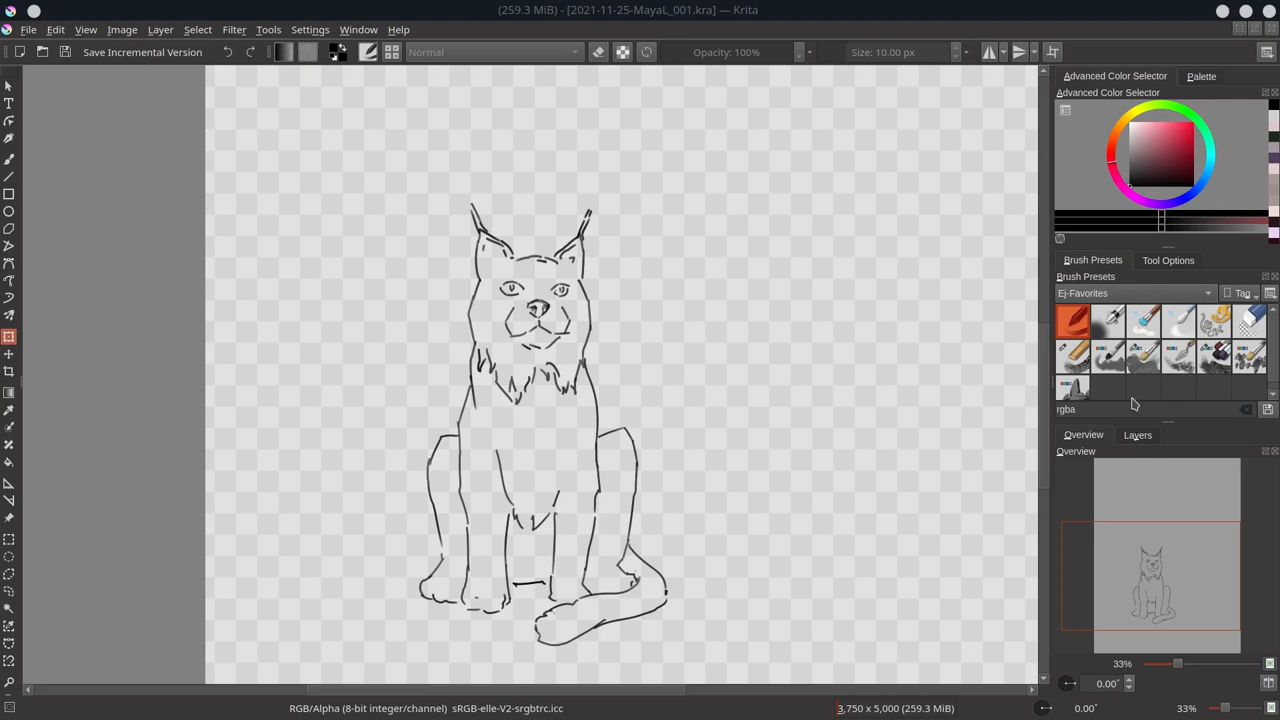 (259.3 MiB) - [2021-11-25-MayaL_001.kra] — Krita
File Edit View Image Layer Select Filter Tools Settings Window Help
Save Incremental Version Normal Opacity: 100% Size: 10.00 px
Advanced Color Selector Palette
Advanced Color Selector
Brush Presets Tool Options
Brush Presets
Ej-Favorites Tag
rgba
Overview Layers
Overview
33%
0.00°
RGB/Alpha (8-bit integer/channel) sRGB-elle-V2-srgbtrc.icc 3,750 x 5,000 (259.3 MiB) 0.00° 33%